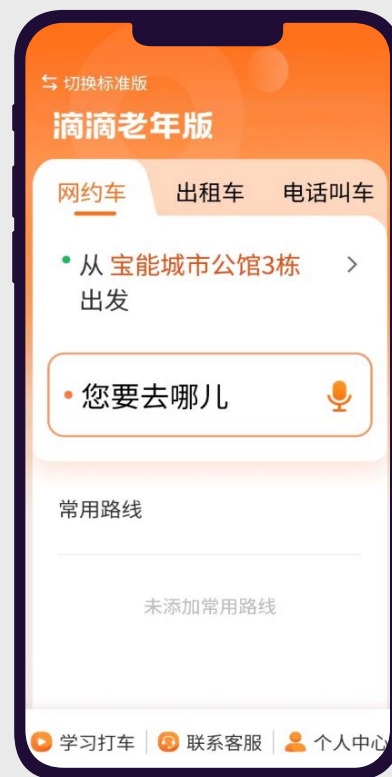 切换标准版
滴滴老年版
网约车 出租车 电话叫车
从 宝能城市公馆3栋
出发
您要去哪儿
常用路线
未添加常用路线
学习打车 联系客服 个人中心